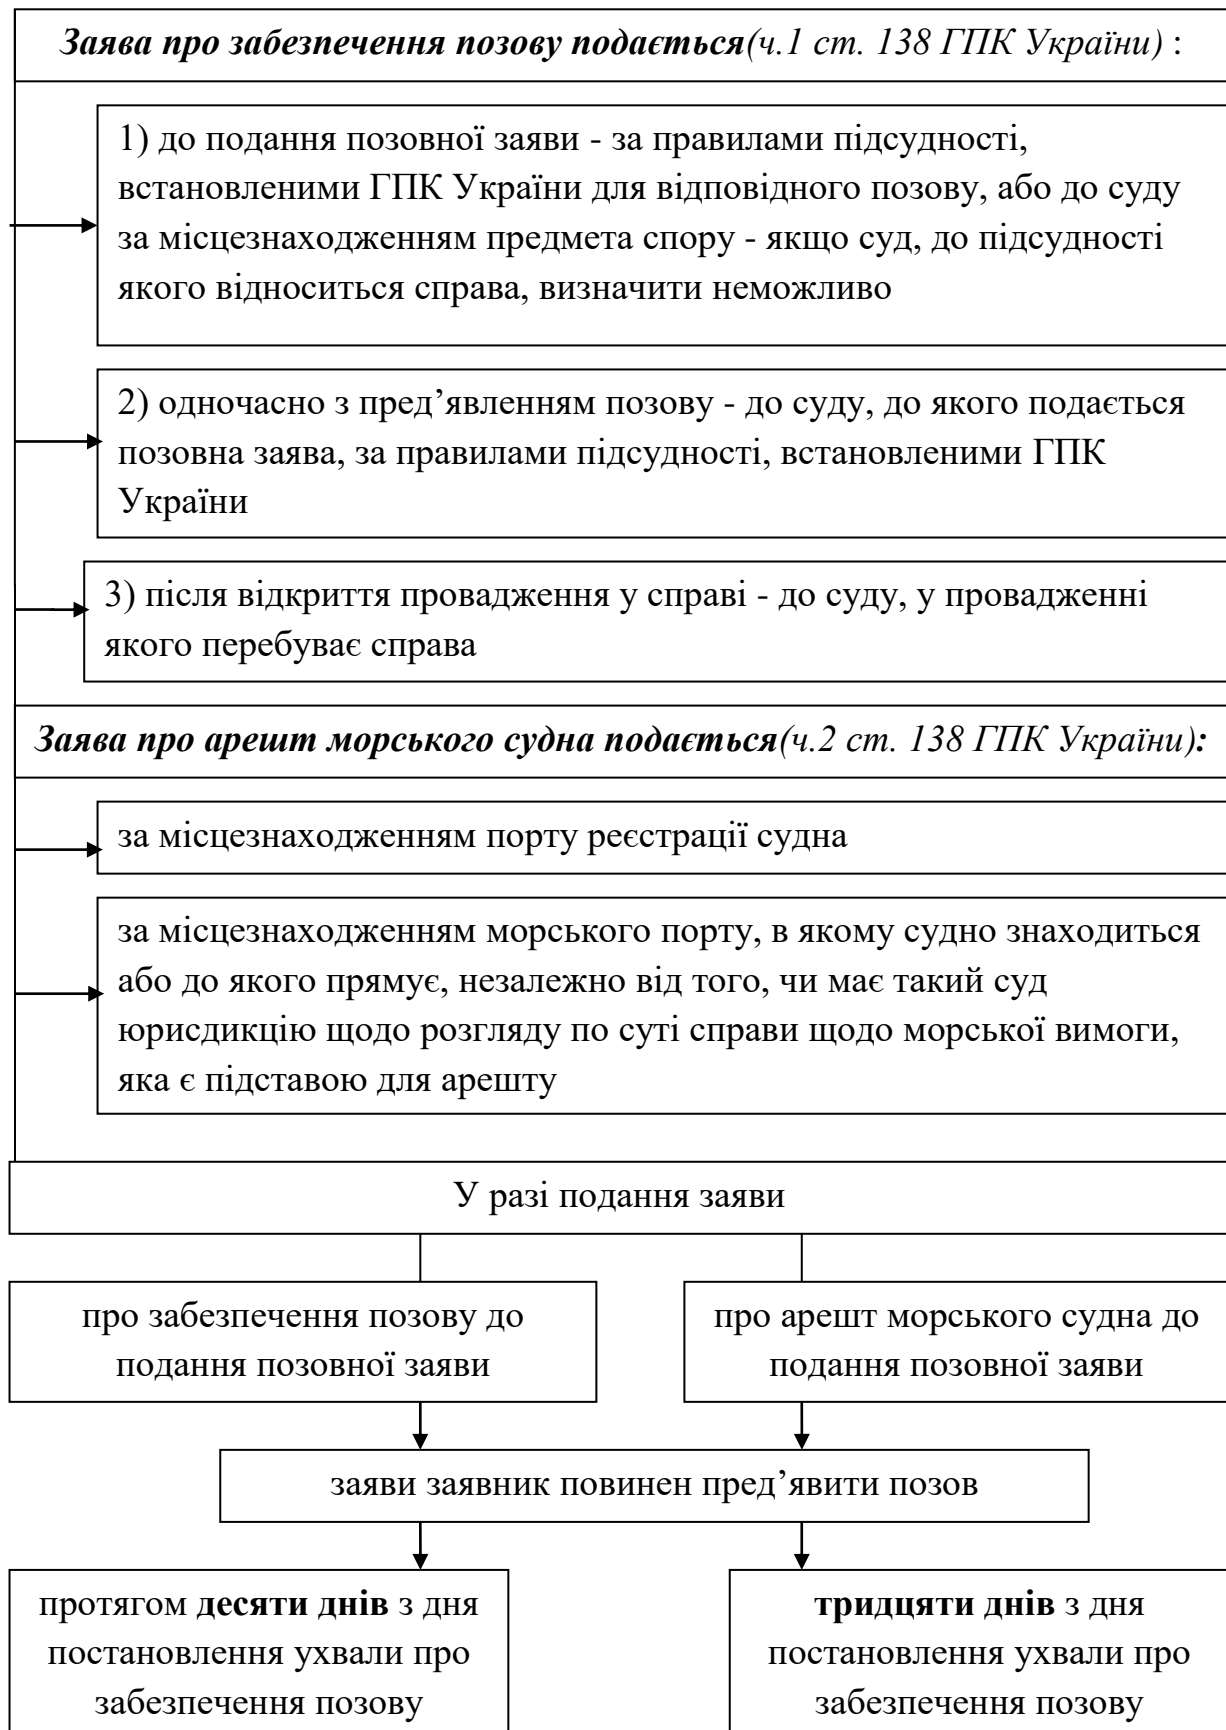 Заява про забезпечення позову подається(ч.1 ст. 138 ГПК України) :
1) до подання позовної заяви - за правилами підсудності,
встановленими ГПК України для відповідного позову, або до суду
за місцезнаходженням предмета спору - якщо суд, до підсудності
якого відноситься справа, визначити неможливо
2) одночасно з пред’явленням позову - до суду, до якого подається
позовна заява, за правилами підсудності, встановленими ГПК
України
3) після відкриття провадження у справі - до суду, у провадженні
якого перебуває справа
Заява про арешт морського судна подається(ч.2 ст. 138 ГПК України):
за місцезнаходженням порту реєстрації судна
за місцезнаходженням морського порту, в якому судно знаходиться
або до якого прямує, незалежно від того, чи має такий суд
юрисдикцію щодо розгляду по суті справи щодо морської вимоги,
яка є підставою для арешту
У разі подання заяви
про забезпечення позову до
подання позовної заяви
про арешт морського судна до
подання позовної заяви
заяви заявник повинен пред’явити позов
протягом десяти днів з дня
постановлення ухвали про
забезпечення позову
тридцяти днів з дня
постановлення ухвали про
забезпечення позову